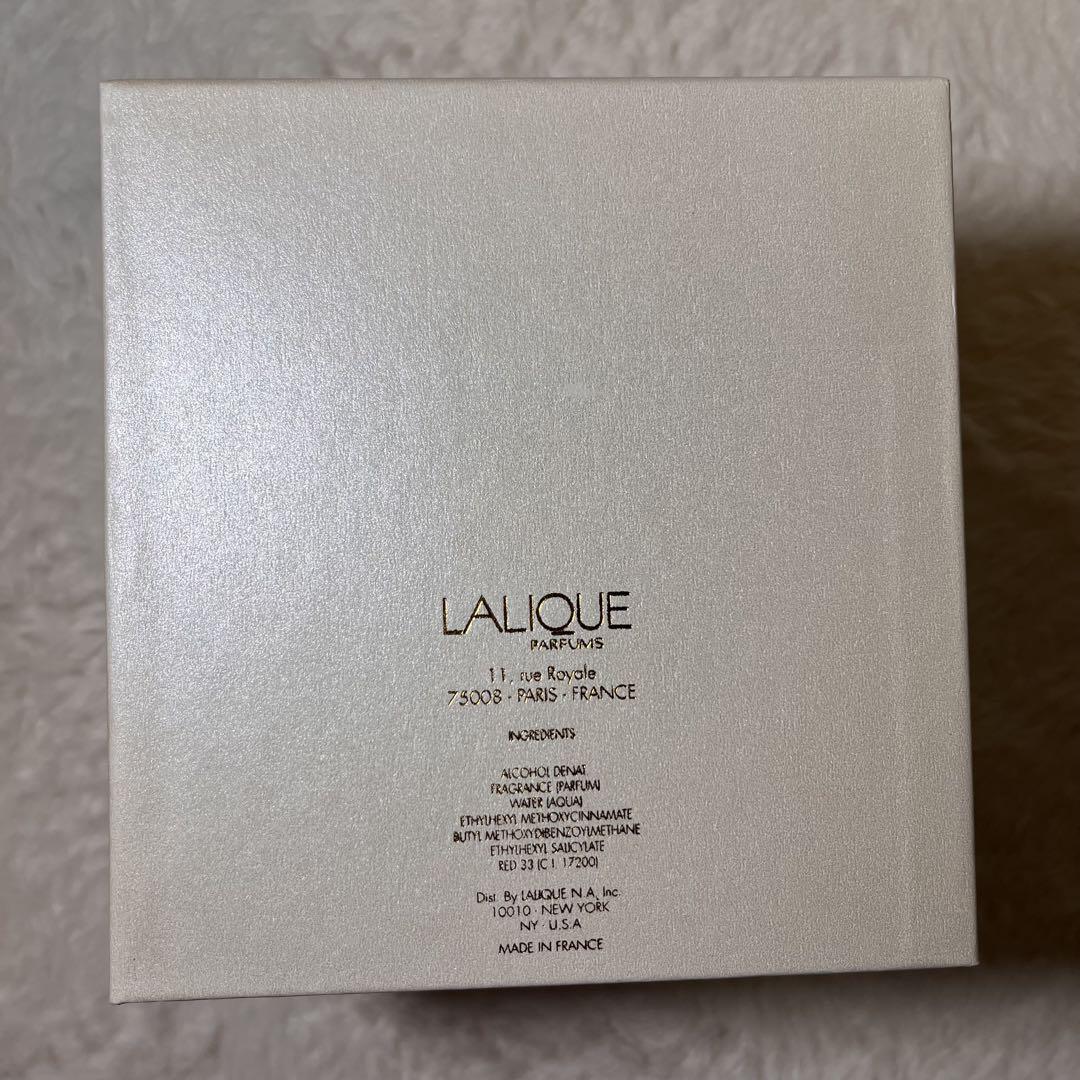 LALIQUE
PARFUMS
11, rue Royale
75008 - PARIS - FRANCE
INGREDIENTS
ALCOHOL DENAT
FRAGRANCE (PARFUM)
WATER (AQUA)
ETHYLHEXYL METHOXYCINNAMATE
BUTYL METHOXYDIBENZOYLMETHANE
ETHYLHEXYL SALICYLATE
RED 33 (C I 17200)
Dist. By LALIQUE N A, Inc.
10010 - NEW YORK
NY - U.S.A
MADE IN FRANCE